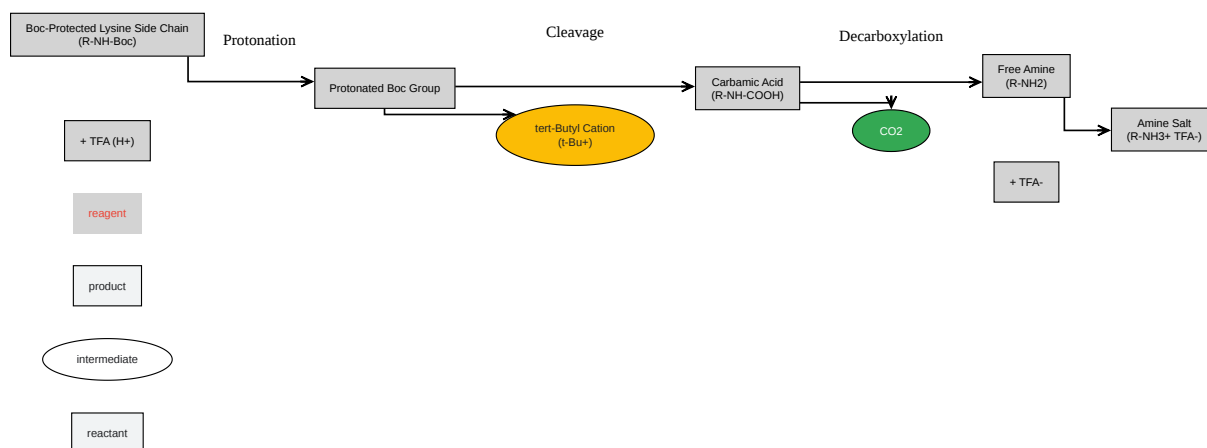 Boc-Protected Lysine Side Chain
(R-NH-Boc)
Protonation
Cleavage
Decarboxylation
Protonated Boc Group
Carbamic Acid
(R-NH-COOH)
Free Amine
(R-NH2)
tert-Butyl Cation
(t-Bu+)
CO2
Amine Salt
(R-NH3+ TFA-)
+ TFA (H+)
+ TFA-
reagent
product
intermediate
reactant